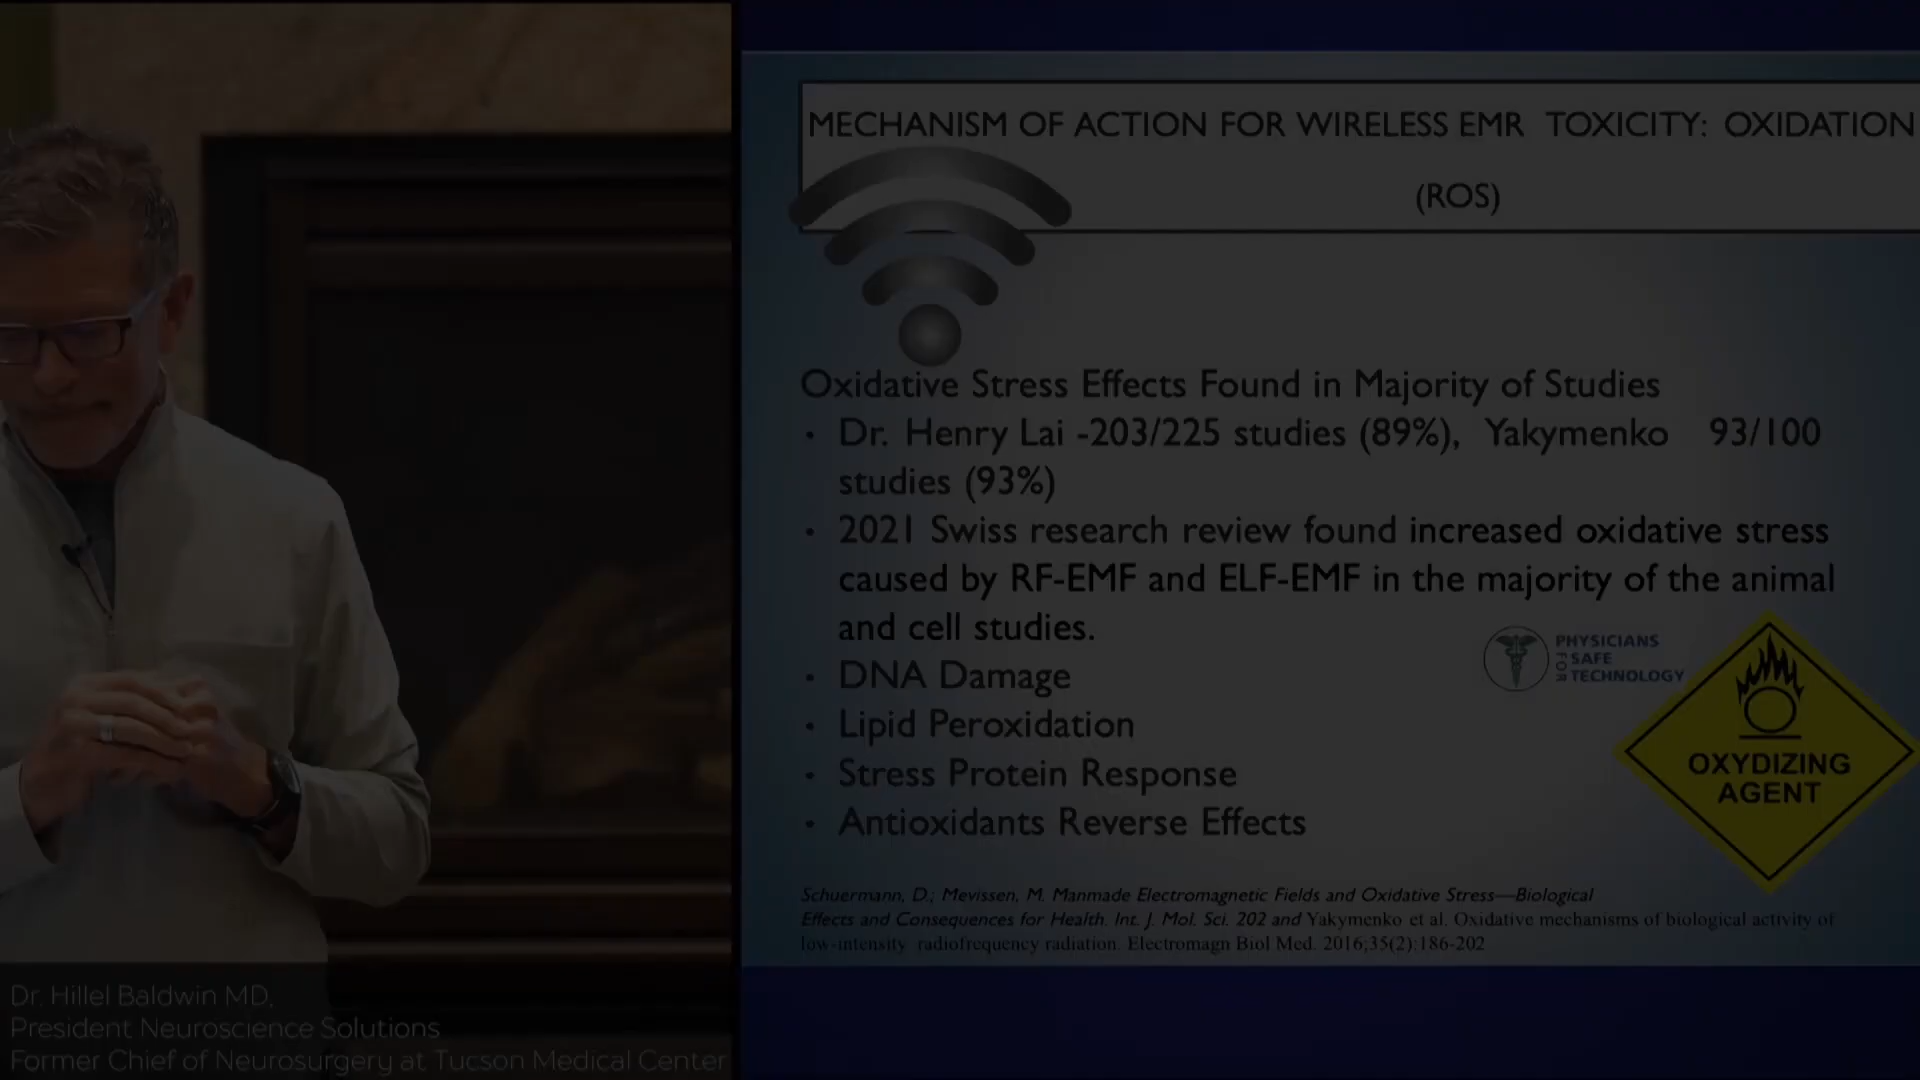 MECHANISM OF ACTION FOR WIRELESS EMR TOXICITY: OXIDATION
(ROS)
Oxidative Stress Effects Found in Majority of Studies
• Dr. Henry Lai -203/225 studies (89%), Yakymenko 93/100
studies (93%)
• 2021 Swiss research review found increased oxidative stress
caused by RF-EMF and ELF-EMF in the majority of the animal
and cell studies.
• DNA Damage
• Lipid Peroxidation
• Stress Protein Response
• Antioxidants Reverse Effects
PHYSICIANS
FOR SAFE
TECHNOLOGY
OXYDIZING
AGENT
Schuermann, D.; Mevissen, M. Manmade Electromagnetic Fields and Oxidative Stress—Biological
Effects and Consequences for Health. Int. J. Mol. Sci. 202 and Yakymenko et al. Oxidative mechanisms of biological activity of
low-intensity radiofrequency radiation. Electromagn Biol Med. 2016;35(2):186-202
Dr. Hillel Baldwin MD,
President Neuroscience Solutions
Former Chief of Neurosurgery at Tucson Medical Center